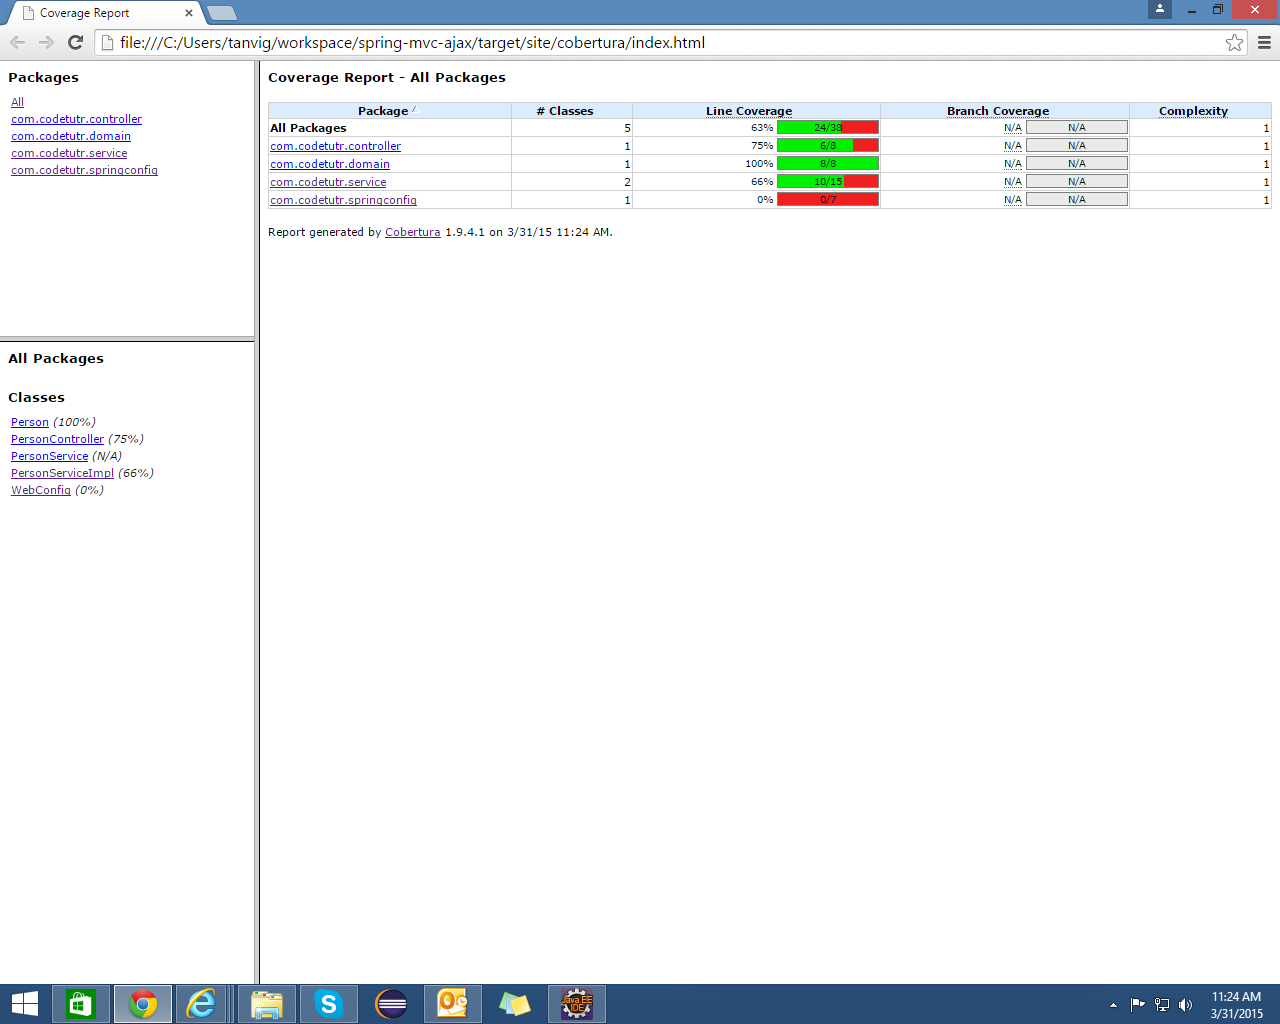 Coverage Report
file:///C:/Users/tanvig/workspace/spring-mvc-ajax/target/site/cobertura/index.html
Packages
All
com.codetutr.controller
com.codetutr.domain
com.codetutr.service
com.codetutr.springconfig
All Packages
Classes
Person (100%)
PersonController (75%)
PersonService (N/A)
PersonServiceImpl (66%)
WebConfig (0%)
Coverage Report - All Packages
Package # Classes Line Coverage Branch Coverage Complexity
All Packages 5 63% 24/38 N/A N/A 1
com.codetutr.controller 1 75% 6/8 N/A N/A 1
com.codetutr.domain 1 100% 8/8 N/A N/A 1
com.codetutr.service 2 66% 10/15 N/A N/A 1
com.codetutr.springconfig 1 0% 0/7 N/A N/A 1
Report generated by Cobertura 1.9.4.1 on 3/31/15 11:24 AM.
Java EE
IDE
11:24 AM
3/31/2015